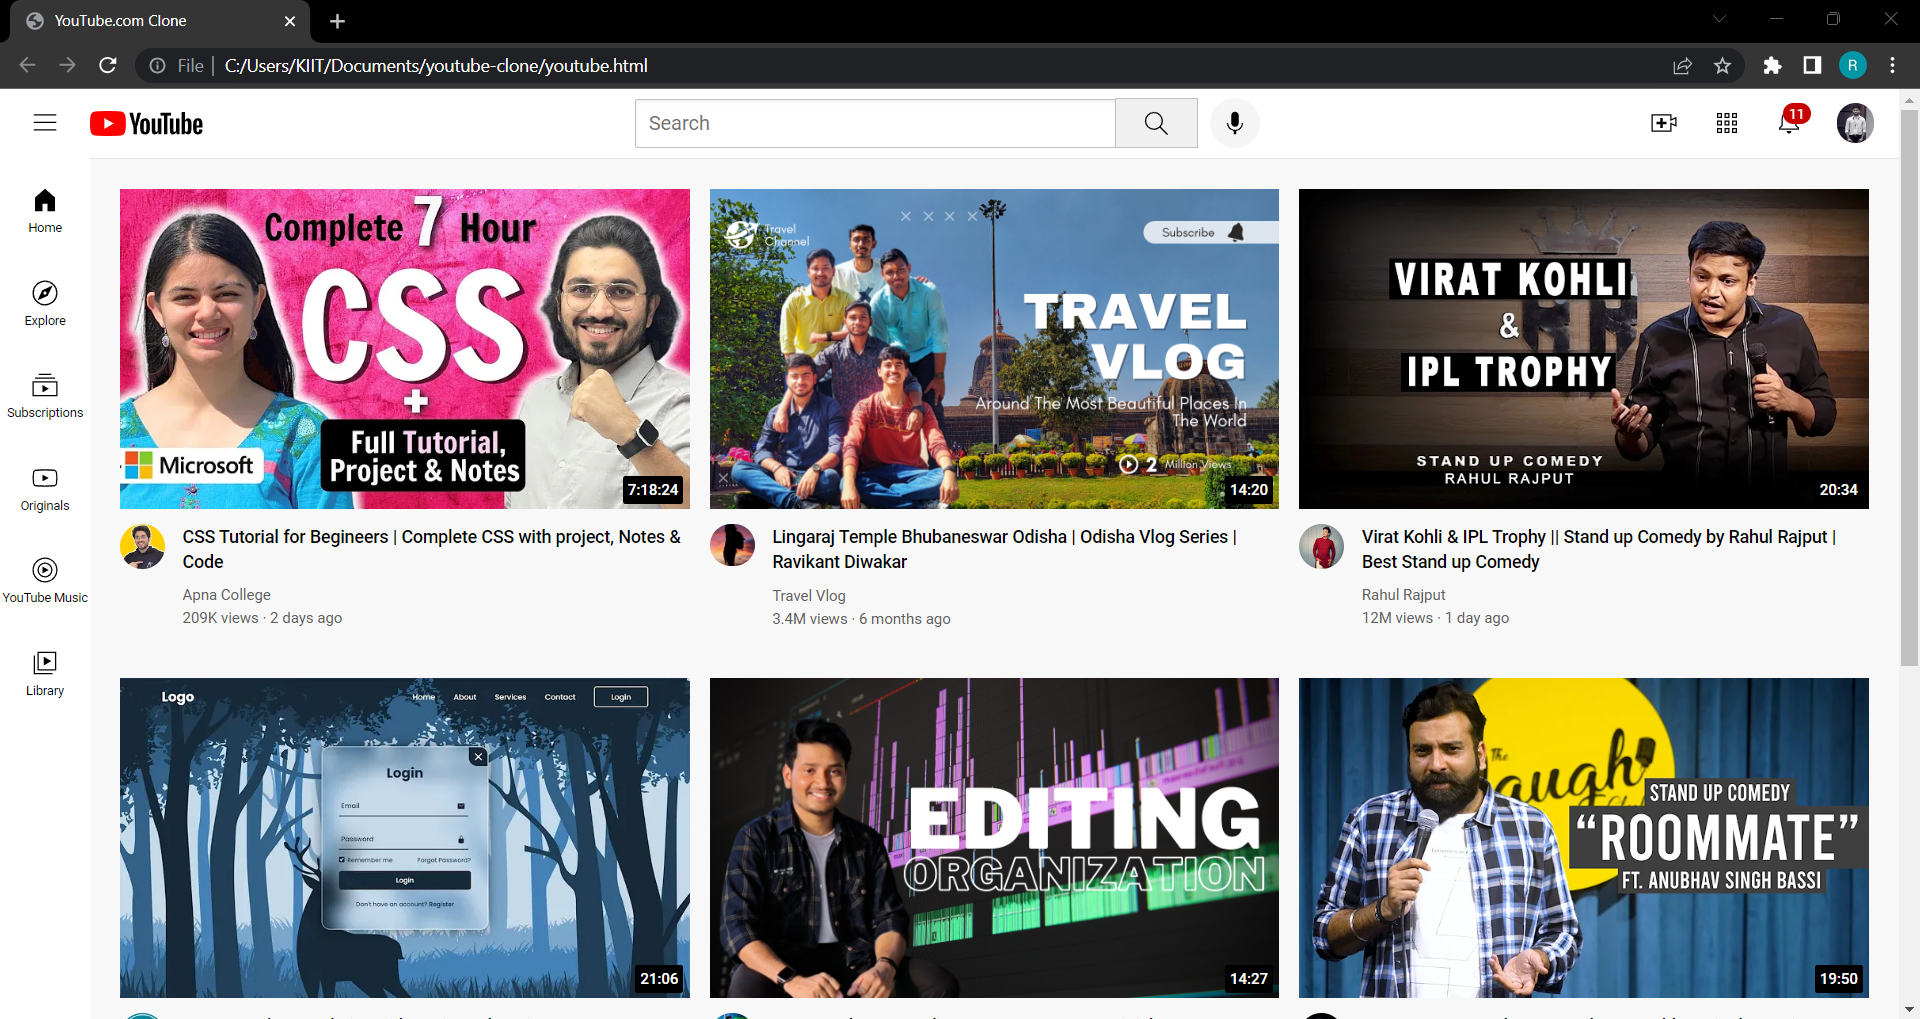 YouTube.com Clone
File
C:/Users/KIIT/Documents/youtube-clone/youtube.html
R
YouTube
Search
11
Home
Explore
Subscriptions
Originals
YouTube Music
Library
Complete 7 Hour
CSS
+
Full Tutorial,
Project & Notes
Microsoft
7:18:24
Travel
Channel
Subscribe
TRAVEL
VLOG
Around The Most Beautiful Places In
The World
2 Million Views
14:20
VIRAT KOHLI
&
IPL TROPHY
STAND UP COMEDY
RAHUL RAJPUT
20:34
CSS Tutorial for Begineers | Complete CSS with project, Notes &
Code
Apna College
209K views · 2 days ago
Lingaraj Temple Bhubaneswar Odisha | Odisha Vlog Series |
Ravikant Diwakar
Travel Vlog
3.4M views · 6 months ago
Virat Kohli & IPL Trophy || Stand up Comedy by Rahul Rajput |
Best Stand up Comedy
Rahul Rajput
12M views · 1 day ago
Logo
Home About Services Contact Login
Login
Email
Password
Remember me Forgot Password?
Login
Don't have an account? Register
21:06
EDITING
ORGANIZATION
14:27
The
Laugh
STAND UP COMEDY
“ROOMMATE”
FT. ANUBHAV SINGH BASSI
19:50